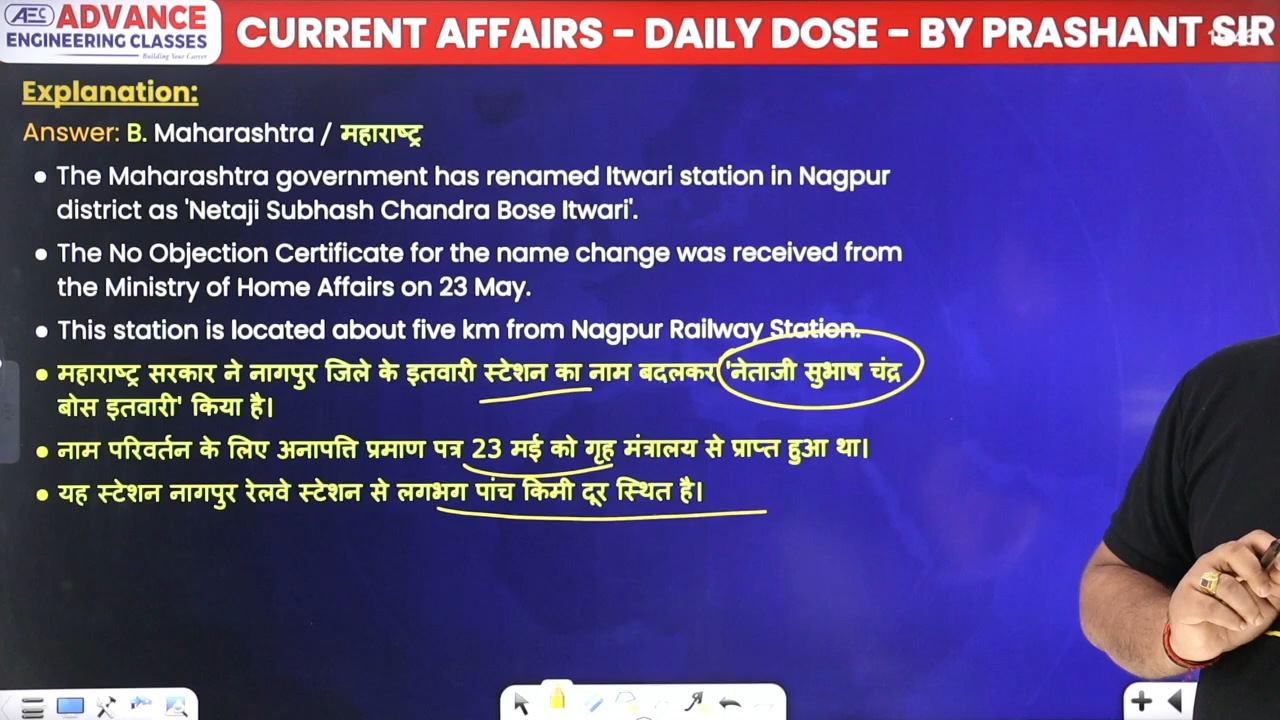 AEC ADVANCE
ENGINEERING CLASSES
Building Your Career
CURRENT AFFAIRS – DAILY DOSE – BY PRASHANT SIR
Explanation:
Answer: B. Maharashtra / महाराष्ट्र
● The Maharashtra government has renamed Itwari station in Nagpur
district as 'Netaji Subhash Chandra Bose Itwari'.
● The No Objection Certificate for the name change was received from
the Ministry of Home Affairs on 23 May.
● This station is located about five km from Nagpur Railway Station.
● महाराष्ट्र सरकार ने नागपुर जिले के इतवारी स्टेशन का नाम बदलकर 'नेताजी सुभाष चंद्र
बोस इतवारी' किया है।
● नाम परिवर्तन के लिए अनापत्ति प्रमाण पत्र 23 मई को गृह मंत्रालय से प्राप्त हुआ था।
● यह स्टेशन नागपुर रेलवे स्टेशन से लगभग पांच किमी दूर स्थित है।